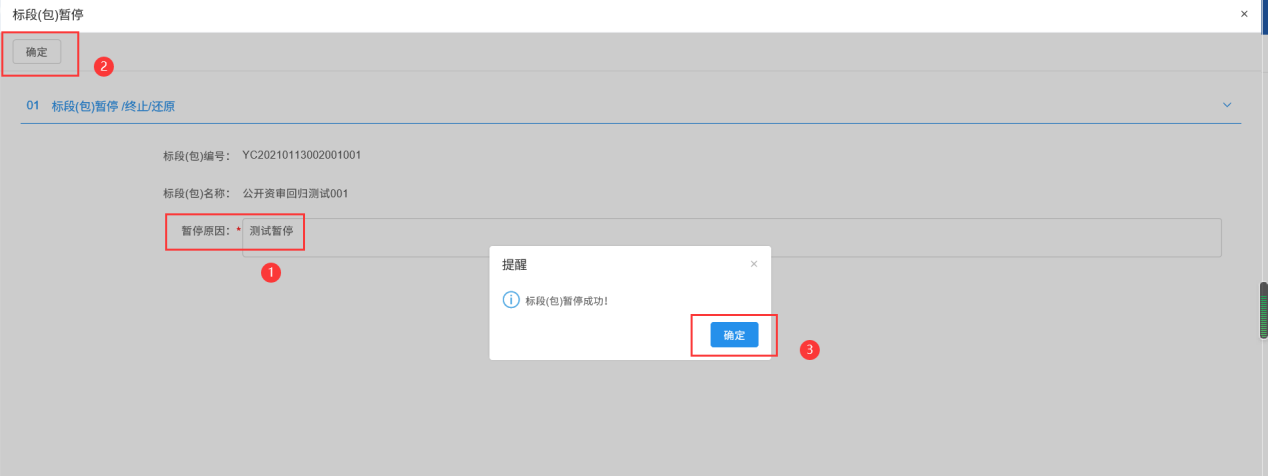 标段(包)暂停
×
确定
2
01 标段(包)暂停 /终止/还原
标段(包)编号： YC20210113002001001
标段(包)名称： 公开资审回归测试001
暂停原因：* 测试暂停
1
提醒
×
标段(包)暂停成功!
确定
3